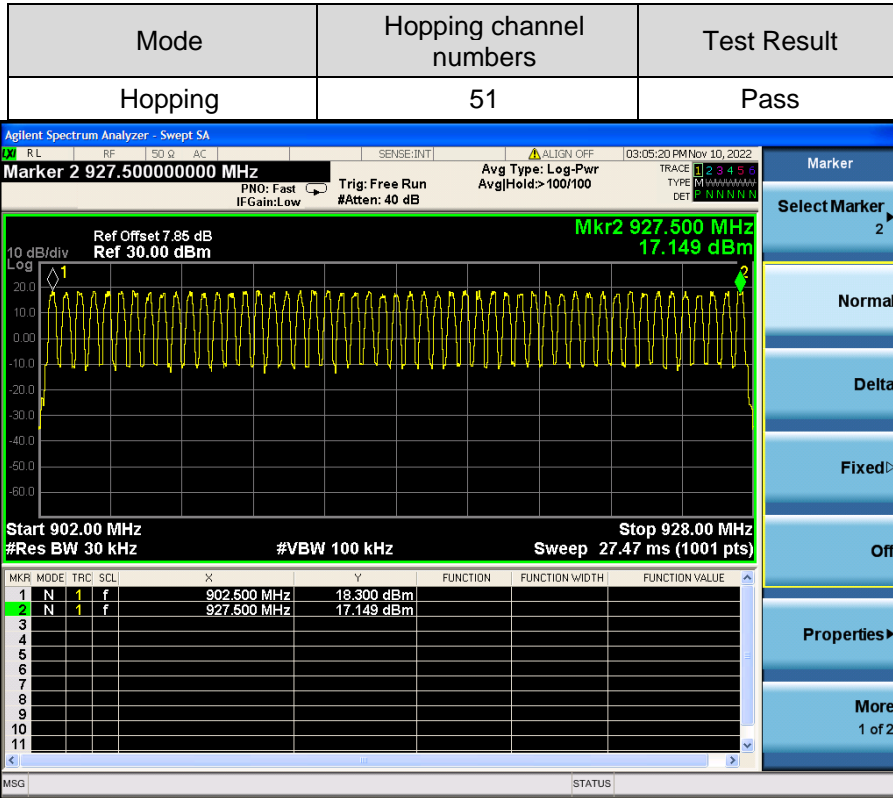 Mode
Hopping channel
numbers
Test Result
Hopping
51
Pass
Agilent Spectrum Analyzer - Swept SA
LXI RL RF 50 Ω AC SENSE:INT ALIGN OFF 03:05:20 PM Nov 10, 2022
Marker 2 927.500000000 MHz
PNO: Fast
IFGain:Low
Trig: Free Run
#Atten: 40 dB
Avg Type: Log-Pwr
Avg|Hold:>100/100
TRACE 1 2 3 4 5 6
TYPE M
DET P N N N N N
Mkr2 927.500 MHz
17.149 dBm
Ref Offset 7.85 dB
10 dB/div Ref 30.00 dBm
Log
1
2
20.0
10.0
0.00
-10.0
-20.0
-30.0
-40.0
-50.0
-60.0
Start 902.00 MHz Stop 928.00 MHz
#Res BW 30 kHz #VBW 100 kHz Sweep 27.47 ms (1001 pts)
MKR MODE TRC SCL X Y FUNCTION FUNCTION WIDTH FUNCTION VALUE
1 N 1 f 902.500 MHz 18.300 dBm
2 N 1 f 927.500 MHz 17.149 dBm
3
4
5
6
7
8
9
10
11
MSG STATUS
Marker
Select Marker
2
Normal
Delta
Fixed
Off
Properties
More
1 of 2